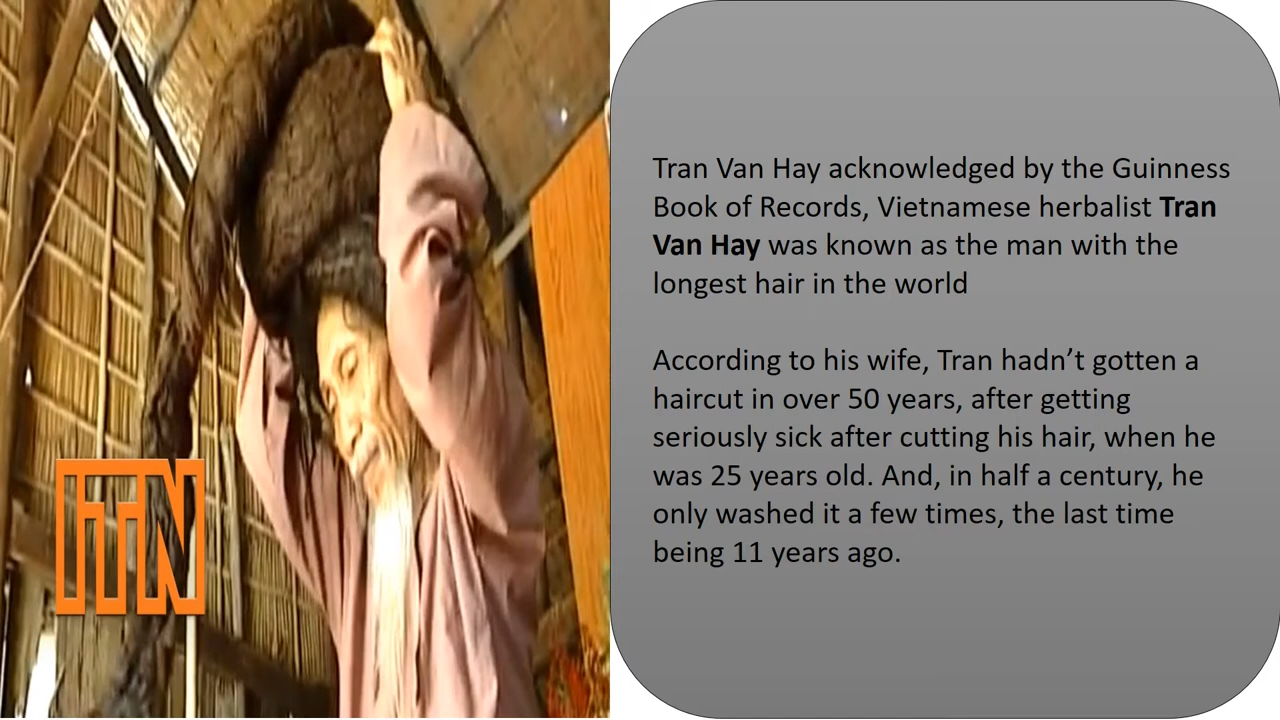 ITN
Tran Van Hay acknowledged by the Guinness
Book of Records, Vietnamese herbalist Tran
Van Hay was known as the man with the
longest hair in the world
According to his wife, Tran hadn’t gotten a
haircut in over 50 years, after getting
seriously sick after cutting his hair, when he
was 25 years old. And, in half a century, he
only washed it a few times, the last time
being 11 years ago.